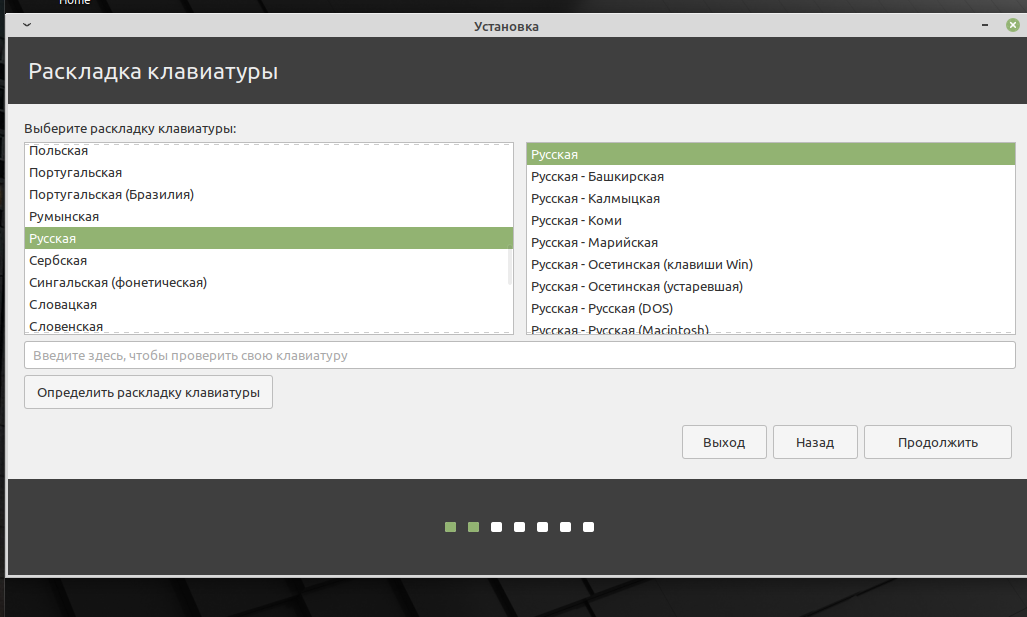 Home
Установка
Раскладка клавиатуры
Выберите раскладку клавиатуры:
Польская
Португальская
Португальская (Бразилия)
Румынская
Русская
Сербская
Сингальская (фонетическая)
Словацкая
Словенская
Русская
Русская - Башкирская
Русская - Калмыцкая
Русская - Коми
Русская - Марийская
Русская - Осетинская (клавиши Win)
Русская - Осетинская (устаревшая)
Русская - Русская (DOS)
Русская - Русская (Macintosh)
Введите здесь, чтобы проверить свою клавиатуру
Определить раскладку клавиатуры
Выход
Назад
Продолжить